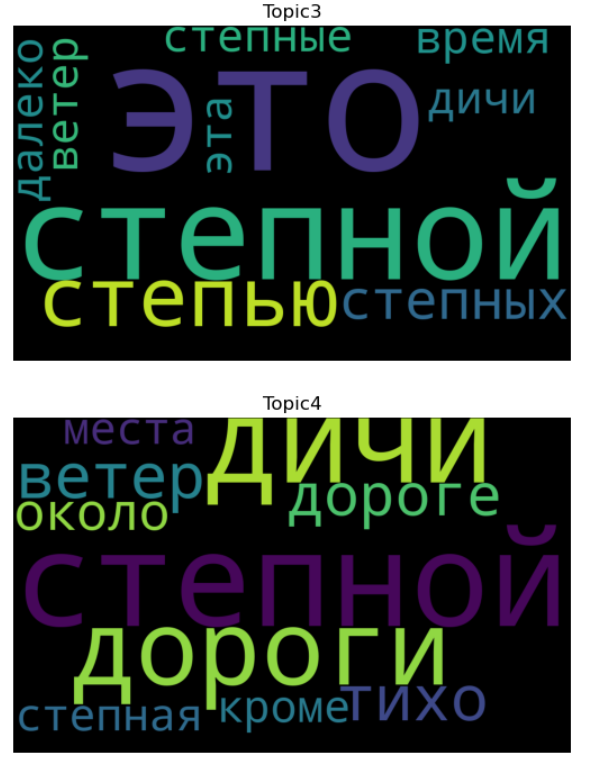 Topic3
степные
время
далеко
ветер
это
эта
дичи
степной
степью
степных
Topic4
места
дичи
ветер
дороге
около
степной
дороги
степная
кроме
тихо